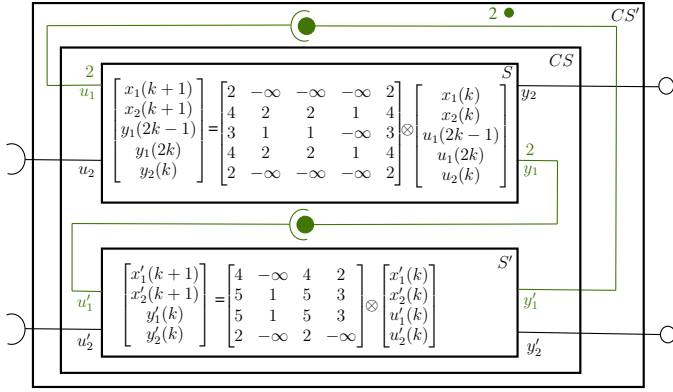 2 CS′
CS
S
2
u₁
y₂
x₁(k+1) 2 −∞ −∞ −∞ 2 x₁(k)
x₂(k+1) 4 2 2 1 4 x₂(k)
y₁(2k−1) = 3 1 1 −∞ 3 ⊗ u₁(2k−1)
y₁(2k) 4 2 2 1 4 u₁(2k)
y₂(k) 2 −∞ −∞ −∞ 2 u₂(k)
2
y₁
u₂
S′
x′₁(k+1) 4 −∞ 4 2 x′₁(k)
x′₂(k+1) = 5 1 5 3 ⊗ x′₂(k)
y′₁(k) 5 1 5 3 u′₁(k)
y′₂(k) 2 −∞ 2 −∞ u′₂(k)
u′₁
y′₁
u′₂
y′₂